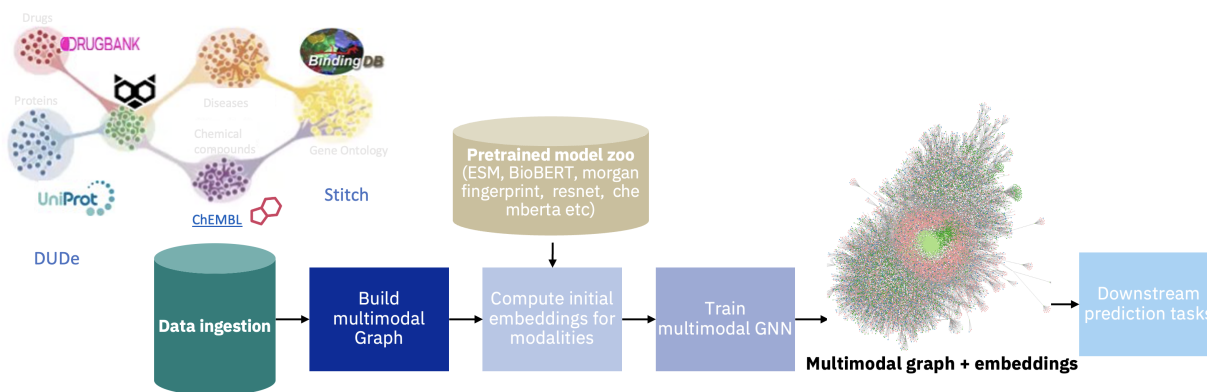 Drugs
DRUGBANK
BindingDB
Proteins
Diseases
Chemical
compounds
Gene Ontology
UniProt
Stitch
ChEMBL
DUDe
Pretrained model zoo
(ESM, BioBERT, morgan
fingerprint, resnet, che
mberta etc)
Data ingestion
Build
multimodal
Graph
Compute initial
embeddings for
modalities
Train
multimodal GNN
Multimodal graph + embeddings
Downstream
prediction tasks